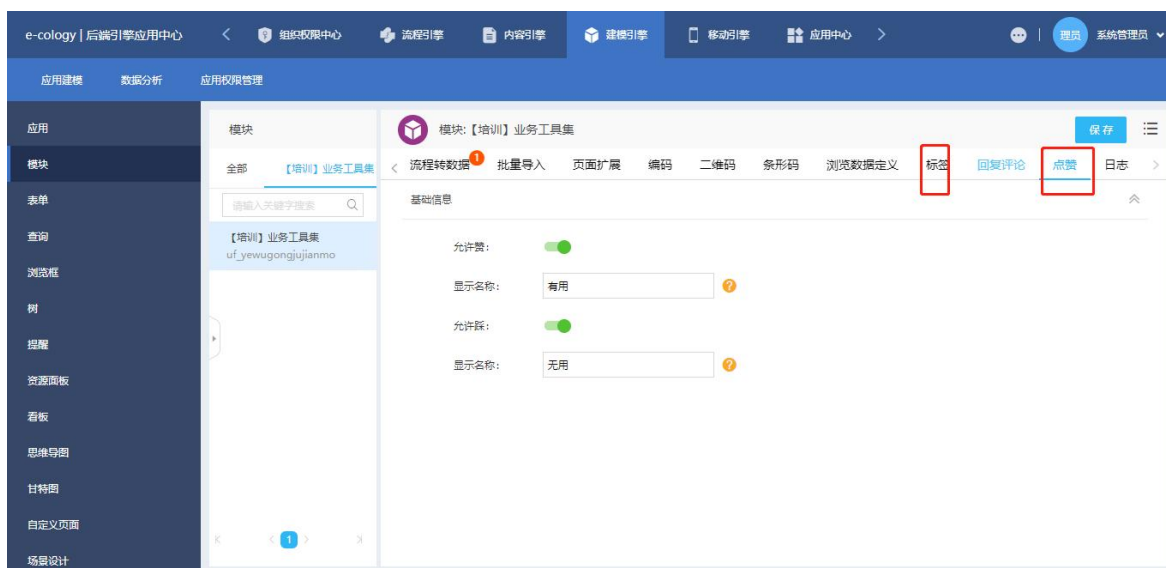 e-cology | 后端引擎应用中心 组织权限中心 流程引擎 内容引擎 建模引擎 移动引擎 应用中心 理员 系统管理员
应用建模 数据分析 应用权限管理
应用
模块
表单
查询
浏览框
树
提醒
资源面板
看板
思维导图
甘特图
自定义页面
场景设计
模块
全部 【培训】业务工具集
请输入关键字搜索
【培训】业务工具集
uf_yewugongjujianmo
1
模块:【培训】业务工具集 保存
流程转数据 1 批量导入 页面扩展 编码 二维码 条形码 浏览数据定义 标签 回复评论 点赞 日志
基础信息
允许赞:
显示名称: 有用 ?
允许踩:
显示名称: 无用 ?